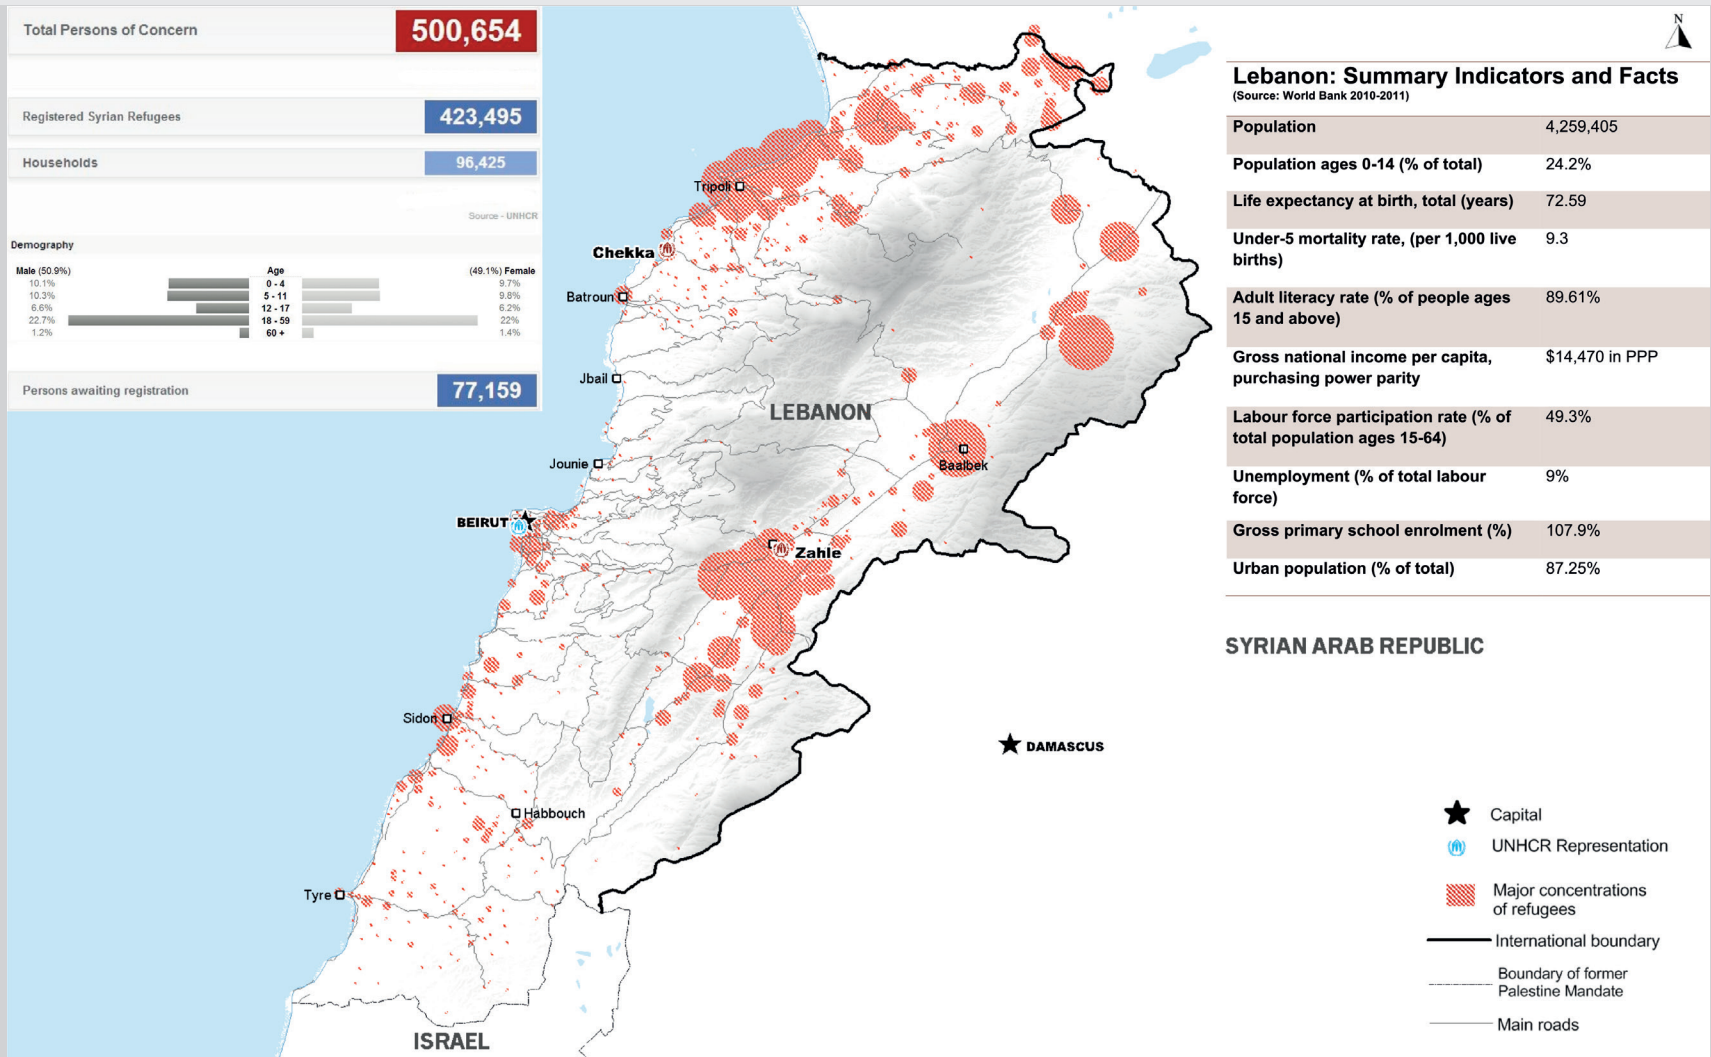 Total Persons of Concern 500,654
Registered Syrian Refugees 423,495
Households 96,425
Source - UNHCR
Demography
Male (50.9%) Age (49.1%) Female
10.1% 0 - 4 9.7%
10.3% 5 - 11 9.8%
6.6% 12 - 17 6.2%
22.7% 18 - 59 22%
1.2% 60 + 1.4%
Persons awaiting registration 77,159
Tripoli
Chekka
Batroun
Jbail
LEBANON
Jounie
Baalbek
BEIRUT
Zahle
Sidon
DAMASCUS
Habbouch
Tyre
ISRAEL
N
Lebanon: Summary Indicators and Facts
(Source: World Bank 2010-2011)
Population 4,259,405
Population ages 0-14 (% of total) 24.2%
Life expectancy at birth, total (years) 72.59
Under-5 mortality rate, (per 1,000 live 9.3
births)
Adult literacy rate (% of people ages 89.61%
15 and above)
Gross national income per capita, $14,470 in PPP
purchasing power parity
Labour force participation rate (% of 49.3%
total population ages 15-64)
Unemployment (% of total labour 9%
force)
Gross primary school enrolment (%) 107.9%
Urban population (% of total) 87.25%
SYRIAN ARAB REPUBLIC
Capital
UNHCR Representation
Major concentrations
of refugees
International boundary
Boundary of former
Palestine Mandate
Main roads